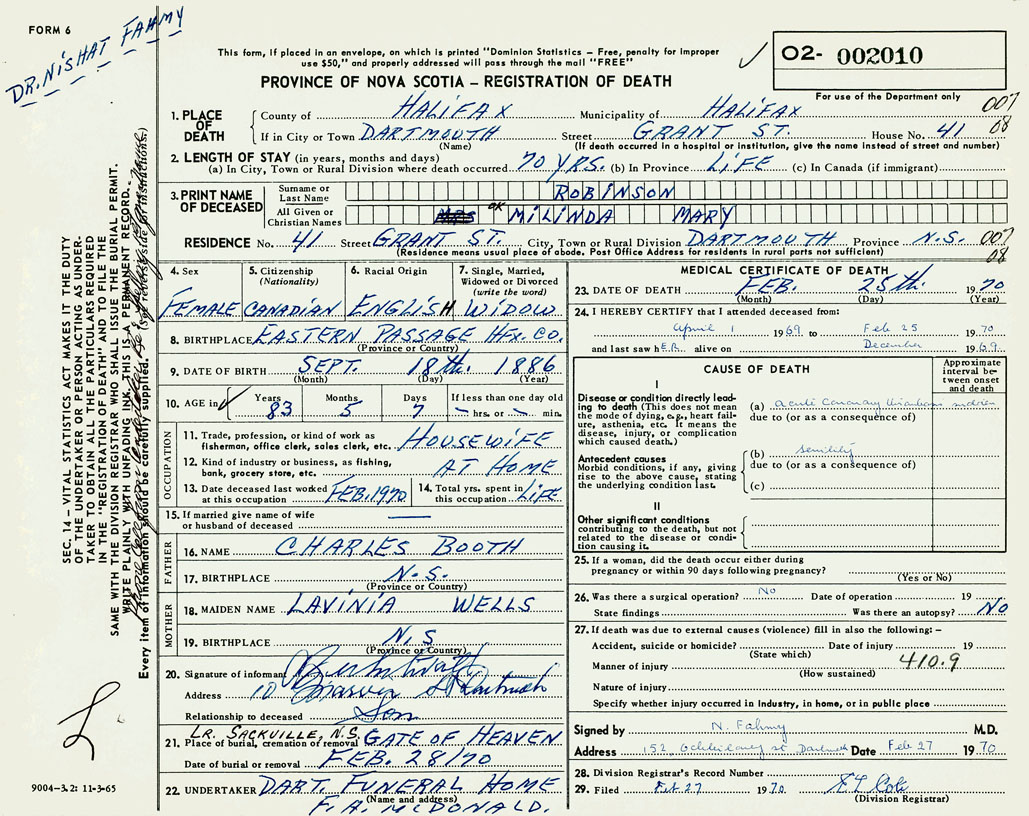 FORM 6
DR. NISHAT FAHMY
This form, if placed in an envelope, on which is printed "Dominion Statistics – Free, penalty for improper
use $50," and properly addressed will pass through the mail "FREE"
✓ O2- 002010
For use of the Department only
PROVINCE OF NOVA SCOTIA – REGISTRATION OF DEATH
007
08
1. PLACE OF DEATH County of HALIFAX Municipality of HALIFAX
If in City or Town DARTMOUTH Street GRANT ST. House No. 41
(Name) (If death occurred in a hospital or institution, give the name instead of street and number)
2. LENGTH OF STAY (in years, months and days)
(a) In City, Town or Rural Division where death occurred 70 YRS. (b) In Province LIFE (c) In Canada (if immigrant)
3. PRINT NAME OF DECEASED Surname or Last Name ROBINSON
All Given or Christian Names MRS OK MILINDA MARY
RESIDENCE No. 41 Street GRANT ST. City, Town or Rural Division DARTMOUTH Province N.S. 007
(Residence means usual place of abode. Post Office Address for residents in rural parts not sufficient) 08
4. Sex 5. Citizenship (Nationality) 6. Racial Origin 7. Single, Married, Widowed or Divorced (write the word)
FEMALE CANADIAN ENGLISH WIDOW
8. BIRTHPLACE EASTERN PASSAGE HFX. CO.
(Province or Country)
9. DATE OF BIRTH SEPT. 18th. 1886
(Month) (Day) (Year)
10. AGE in ✓ Years Months Days If less than one day old
83 5 7 – hrs. or – min.
OCCUPATION
11. Trade, profession, or kind of work as
fisherman, office clerk, sales clerk, etc. HOUSEWIFE
12. Kind of industry or business, as fishing,
bank, grocery store, etc. AT HOME
13. Date deceased last worked at this occupation FEB. 1970 14. Total yrs. spent in this occupation LIFE
15. If married give name of wife
or husband of deceased —
FATHER
16. NAME CHARLES BOOTH
17. BIRTHPLACE N.S.
(Province or Country)
MOTHER
18. MAIDEN NAME LAVINIA WELLS
19. BIRTHPLACE N.S
(Province or Country)
20. Signature of informant
Address 10
Relationship to deceased Son
LR. SACKVILLE, N.S.
21. Place of burial, cremation or removal GATE OF HEAVEN
Date of burial or removal FEB. 28/70
22. UNDERTAKER DART. FUNERAL HOME
(Name and address)
F. A. McDONALD.
MEDICAL CERTIFICATE OF DEATH
23. DATE OF DEATH FEB. 25th 1970
(Month) (Day) (Year)
24. I HEREBY CERTIFY that I attended deceased from:
April 1 1969 to Feb 25 1970
and last saw hER alive on December 1969
CAUSE OF DEATH
Approximate interval between onset and death
I
Disease or condition directly leading
to death (This does not mean
the mode of dying, e.g., heart failure,
asthenia, etc. It means the
disease, injury, or complication
which caused death.)
(a) acute Coronary thrombosis sudden
due to (or as a consequence of)
Antecedent causes
Morbid conditions, if any, giving
rise to the above cause, stating
the underlying condition last.
(b) senility
due to (or as a consequence of)
(c)
II
Other significant conditions
contributing to the death, but not
related to the disease or condition
causing it.
25. If a woman, did the death occur either during
pregnancy or within 90 days following pregnancy?
(Yes or No)
26. Was there a surgical operation? No Date of operation 19
State findings Was there an autopsy? NO
27. If death was due to external causes (violence) fill in also the following: –
Accident, suicide or homicide? Date of injury 19
(State which)
Manner of injury 410.9
(How sustained)
Nature of injury
Specify whether injury occurred in Industry, in home, or in public place
Signed by N. Fahmy M.D.
Address 152 Date Feb 27 1970
28. Division Registrar's Record Number
29. Filed Feb 27 1970
(Division Registrar)
SEC. 14 – VITAL STATISTICS ACT MAKES IT THE DUTY
OF THE UNDERTAKER OR PERSON ACTING AS UNDER-
TAKER TO OBTAIN ALL THE PARTICULARS REQUIRED
IN THE "REGISTRATION OF DEATH" AND TO FILE THE
SAME WITH THE DIVISION REGISTRAR WHO SHALL ISSUE THE BURIAL PERMIT.
WRITE PLAINLY WITH UNFADING INK. THIS IS A PERMANENT RECORD.
Every item of information should be carefully supplied. (See reverse side for instructions.)
9004-3.2: 11-3-65